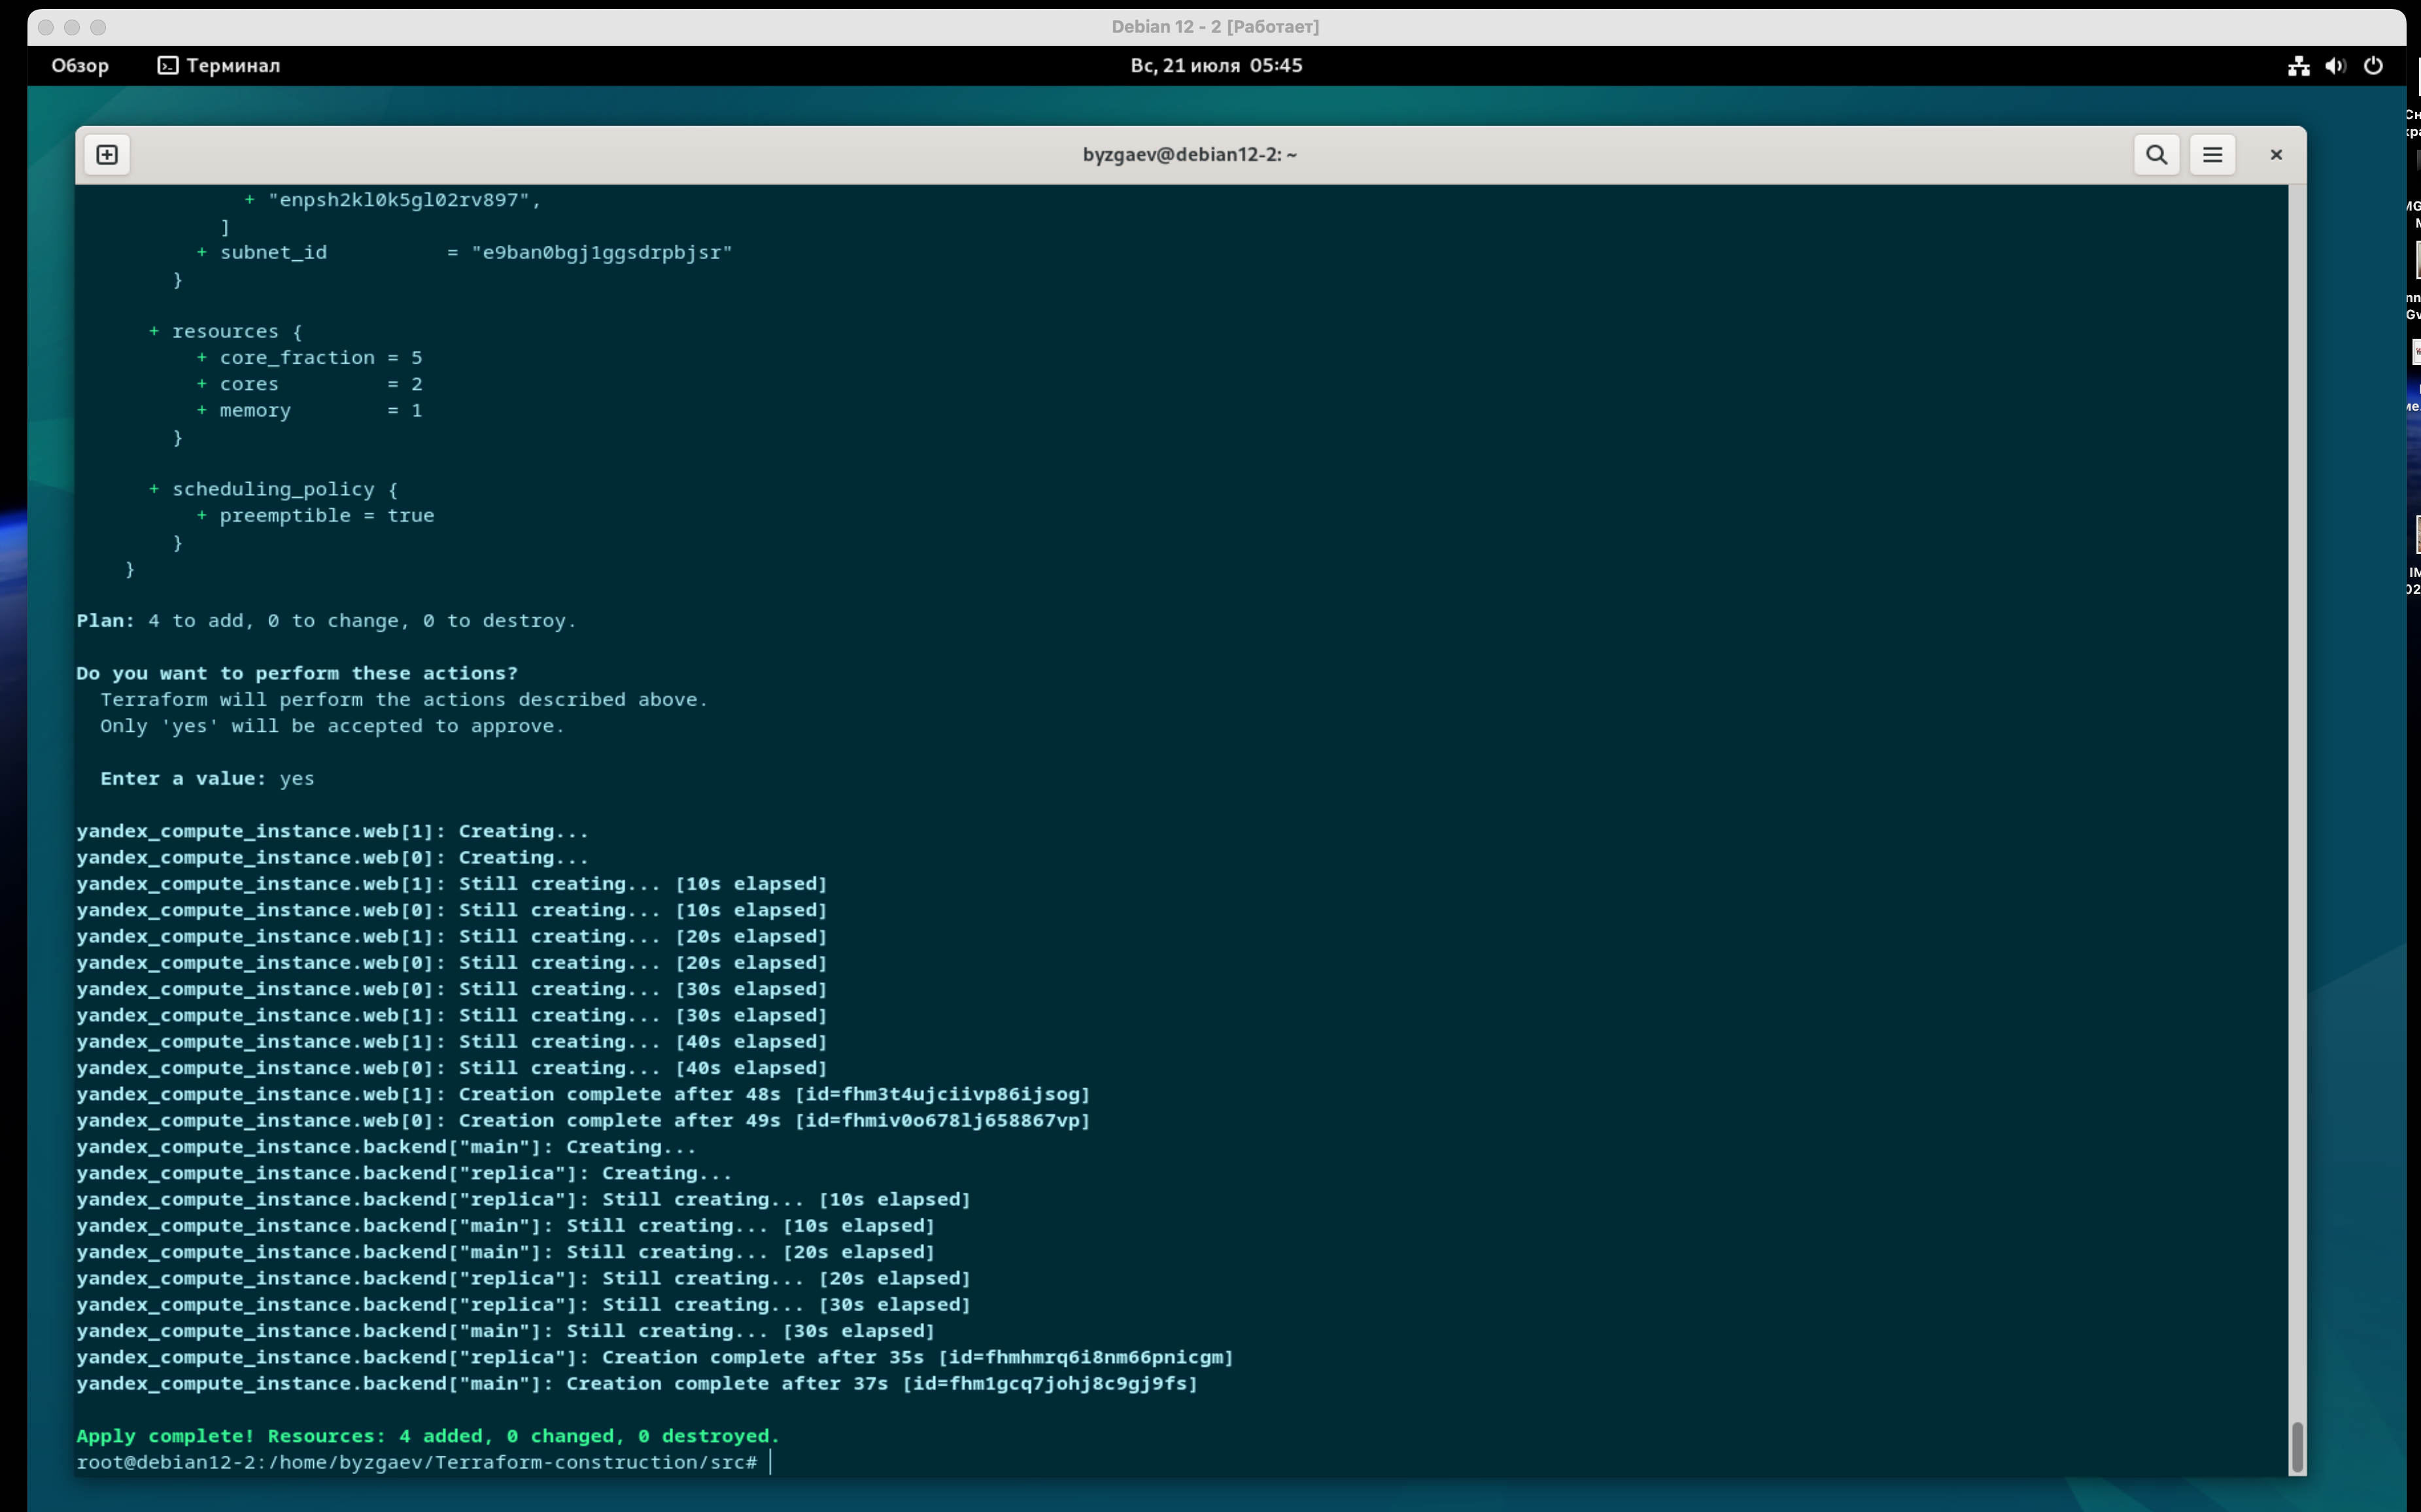 Debian 12 - 2 [Работает]
Обзор
Терминал
Вс, 21 июля 05:45
byzgaev@debian12-2: ~
+ "enpsh2kl0k5gl02rv897",
]
+ subnet_id = "e9ban0bgj1ggsdrpbjsr"
}
+ resources {
+ core_fraction = 5
+ cores = 2
+ memory = 1
}
+ scheduling_policy {
+ preemptible = true
}
}
Plan: 4 to add, 0 to change, 0 to destroy.
Do you want to perform these actions?
Terraform will perform the actions described above.
Only 'yes' will be accepted to approve.
Enter a value: yes
yandex_compute_instance.web[1]: Creating...
yandex_compute_instance.web[0]: Creating...
yandex_compute_instance.web[1]: Still creating... [10s elapsed]
yandex_compute_instance.web[0]: Still creating... [10s elapsed]
yandex_compute_instance.web[1]: Still creating... [20s elapsed]
yandex_compute_instance.web[0]: Still creating... [20s elapsed]
yandex_compute_instance.web[0]: Still creating... [30s elapsed]
yandex_compute_instance.web[1]: Still creating... [30s elapsed]
yandex_compute_instance.web[1]: Still creating... [40s elapsed]
yandex_compute_instance.web[0]: Still creating... [40s elapsed]
yandex_compute_instance.web[1]: Creation complete after 48s [id=fhm3t4ujciivp86ijsog]
yandex_compute_instance.web[0]: Creation complete after 49s [id=fhmiv0o678lj658867vp]
yandex_compute_instance.backend["main"]: Creating...
yandex_compute_instance.backend["replica"]: Creating...
yandex_compute_instance.backend["replica"]: Still creating... [10s elapsed]
yandex_compute_instance.backend["main"]: Still creating... [10s elapsed]
yandex_compute_instance.backend["main"]: Still creating... [20s elapsed]
yandex_compute_instance.backend["replica"]: Still creating... [20s elapsed]
yandex_compute_instance.backend["replica"]: Still creating... [30s elapsed]
yandex_compute_instance.backend["main"]: Still creating... [30s elapsed]
yandex_compute_instance.backend["replica"]: Creation complete after 35s [id=fhmhmrq6i8nm66pnicgm]
yandex_compute_instance.backend["main"]: Creation complete after 37s [id=fhm1gcq7johj8c9gj9fs]
Apply complete! Resources: 4 added, 0 changed, 0 destroyed.
root@debian12-2:/home/byzgaev/Terraform-construction/src#